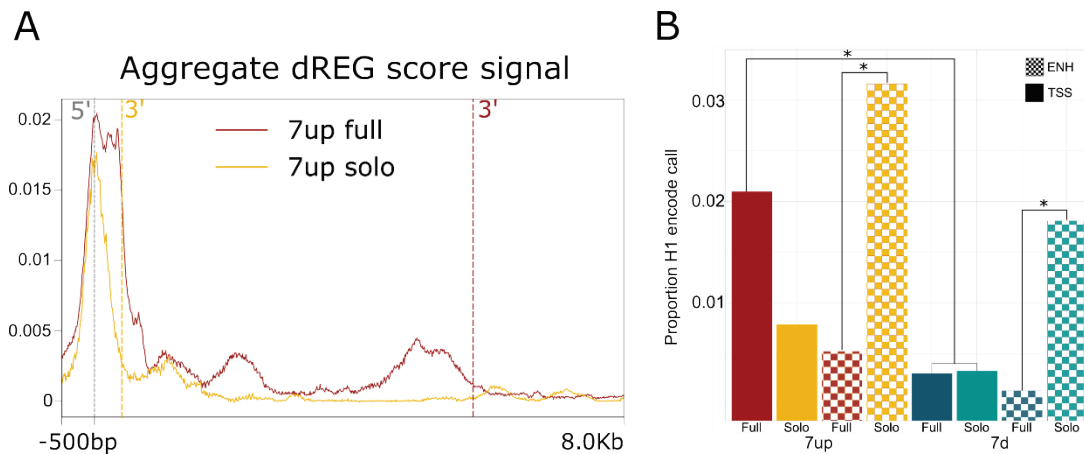 A
Aggregate dREG score signal
5'
3'
3'
7up full
7up solo
0.02
0.015
0.01
0.005
0
-500bp
8.0Kb
B
*
*
*
ENH
TSS
Proportion H1 encode call
0.03
0.02
0.01
Full Solo Full Solo Full Solo Full Solo
7up 7d